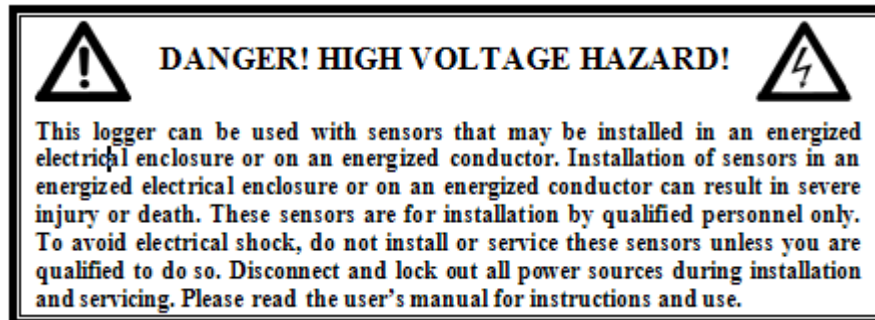 DANGER! HIGH VOLTAGE HAZARD!
This logger can be used with sensors that may be installed in an energized
electrical enclosure or on an energized conductor. Installation of sensors in an
energized electrical enclosure or on an energized conductor can result in severe
injury or death. These sensors are for installation by qualified personnel only.
To avoid electrical shock, do not install or service these sensors unless you are
qualified to do so. Disconnect and lock out all power sources during installation
and servicing. Please read the user's manual for instructions and use.